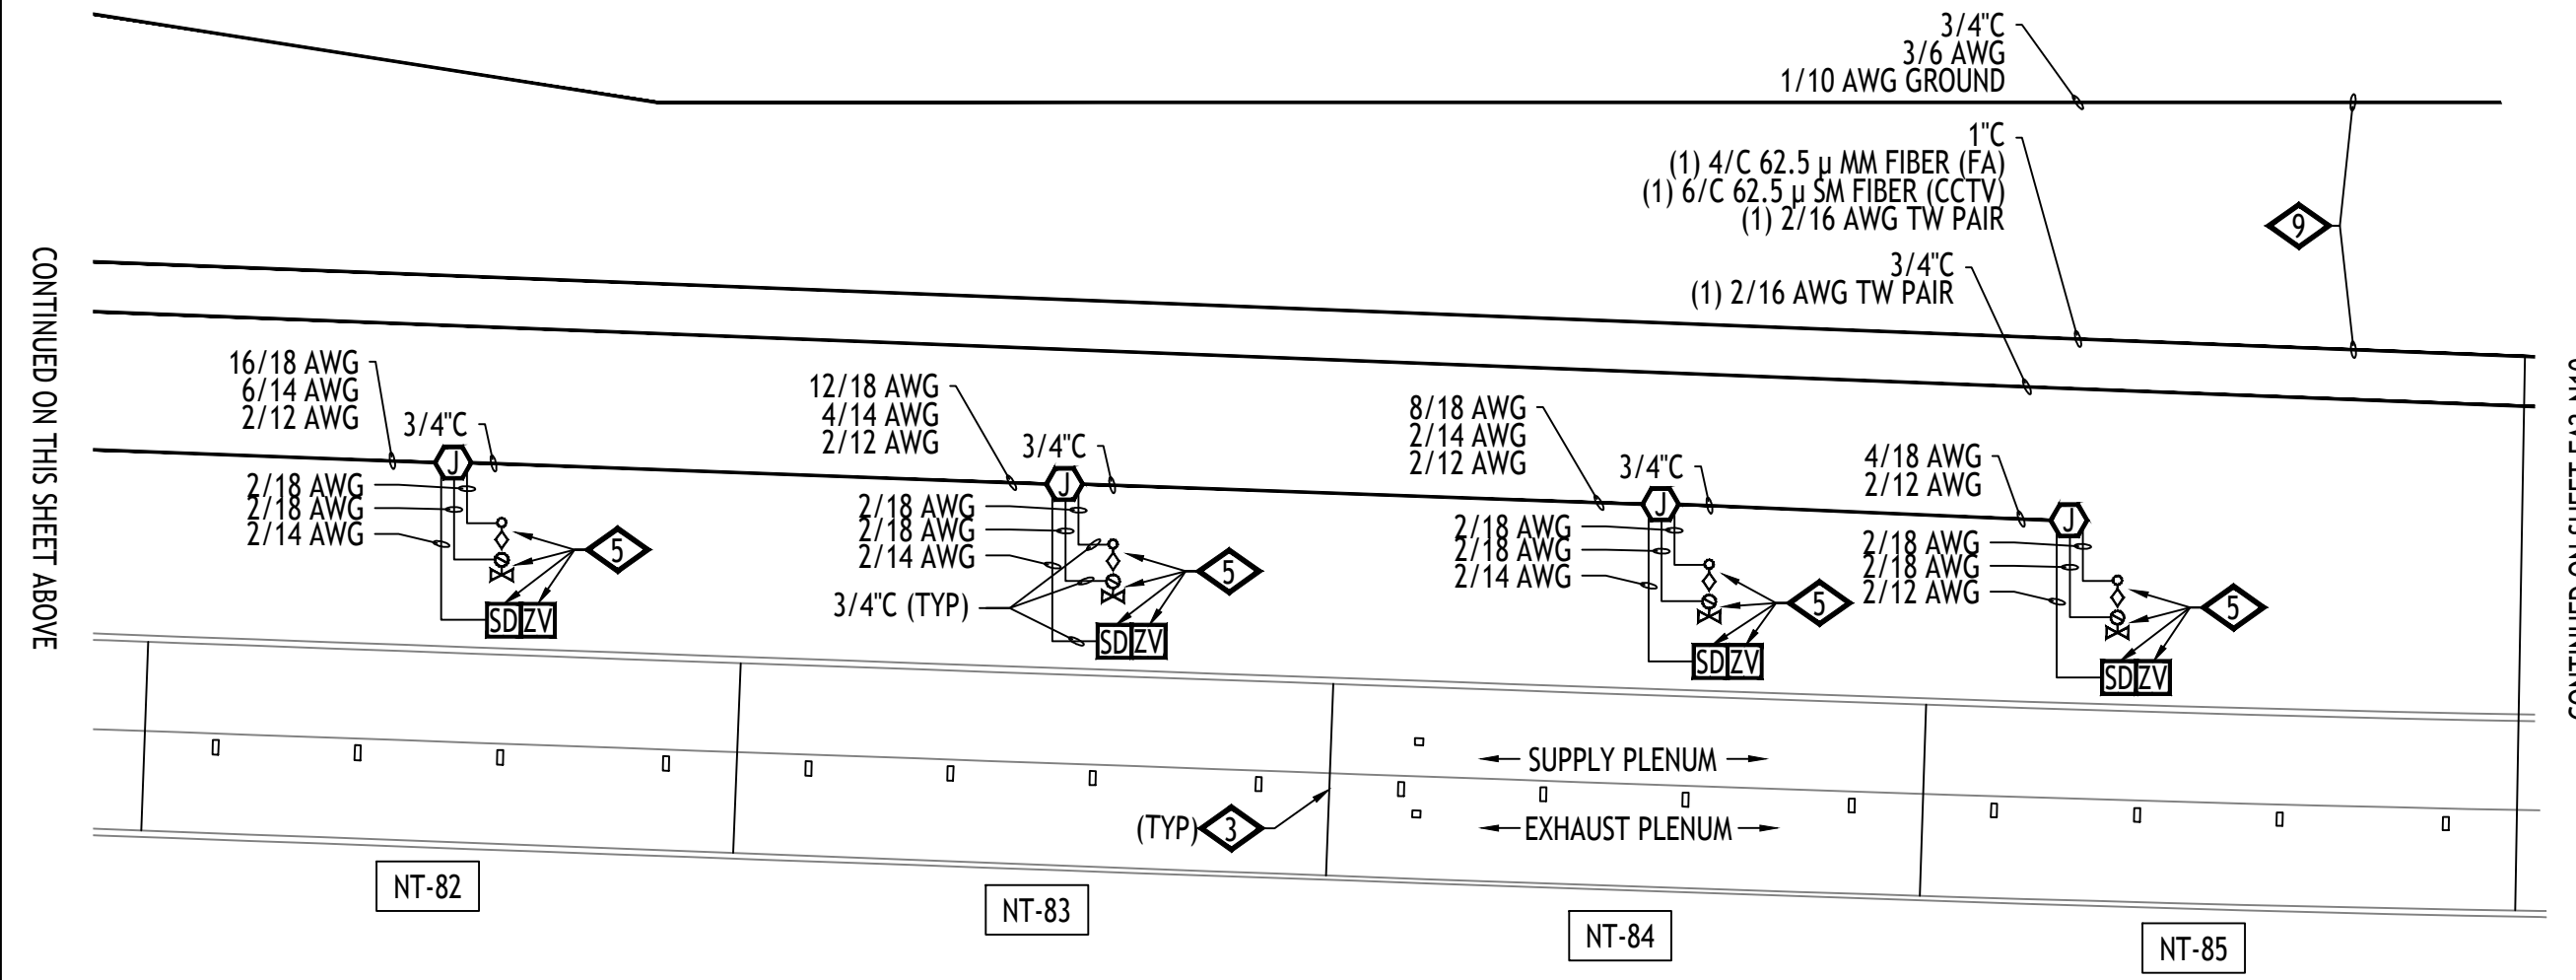 3/4"C
3/6 AWG
1/10 AWG GROUND
1"C
(1) 4/C 62.5 µ MM FIBER (FA)
(1) 6/C 62.5 µ SM FIBER (CCTV)
(1) 2/16 AWG TW PAIR
9
3/4"C
(1) 2/16 AWG TW PAIR
CONTINUED ON THIS SHEET ABOVE
16/18 AWG
6/14 AWG
2/12 AWG
3/4"C
J
2/18 AWG
2/18 AWG
2/14 AWG
5
SD ZV
12/18 AWG
4/14 AWG
2/12 AWG
3/4"C
J
2/18 AWG
2/18 AWG
2/14 AWG
3/4"C (TYP)
5
SD ZV
8/18 AWG
2/14 AWG
2/12 AWG
3/4"C
J
2/18 AWG
2/18 AWG
2/14 AWG
5
SD ZV
4/18 AWG
2/12 AWG
J
2/18 AWG
2/18 AWG
2/12 AWG
5
SD ZV
CONTINUED ON SHEET
SUPPLY PLENUM
(TYP) 3
EXHAUST PLENUM
NT-82
NT-83
NT-84
NT-85